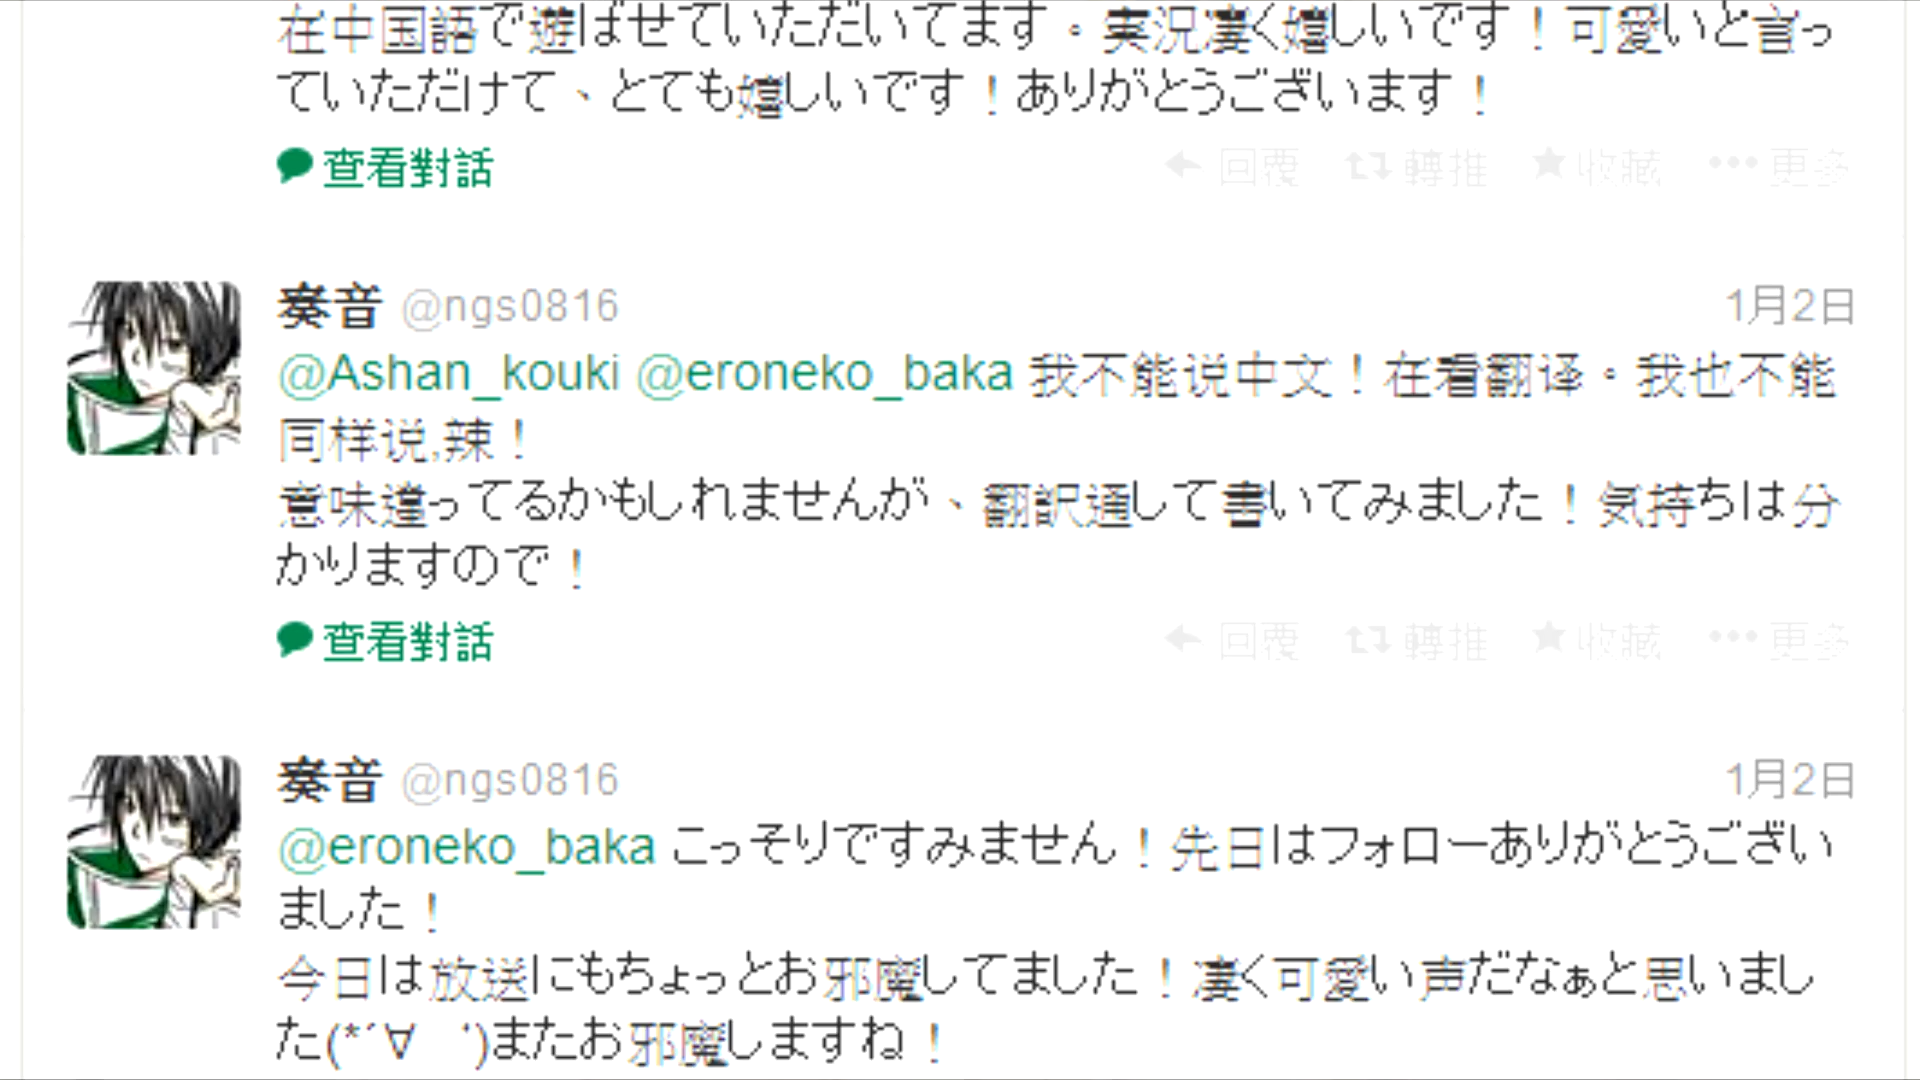 在中国語で遊ばせていただいてます。実況凄く嬉しいです！可愛いと言っ
ていただけて、とても嬉しいです！ありがとうございます！
查看對話 回覆 轉推 收藏 更多
奏音 @ngs0816 1月2日
@Ashan_kouki @eroneko_baka 我不能说中文！在看翻译。我也不能
同样说,辣！
意味違ってるかもしれませんが、翻訳通して書いてみました！気持ちは分
かりますので！
查看對話 回覆 轉推 收藏 更多
奏音 @ngs0816 1月2日
@eroneko_baka こっそりですみません！先日はフォローありがとうござい
ました！
今日は放送にもちょっとお邪魔してました！凄く可愛い声だなぁと思いまし
た(*´∀｀*)またお邪魔しますね！